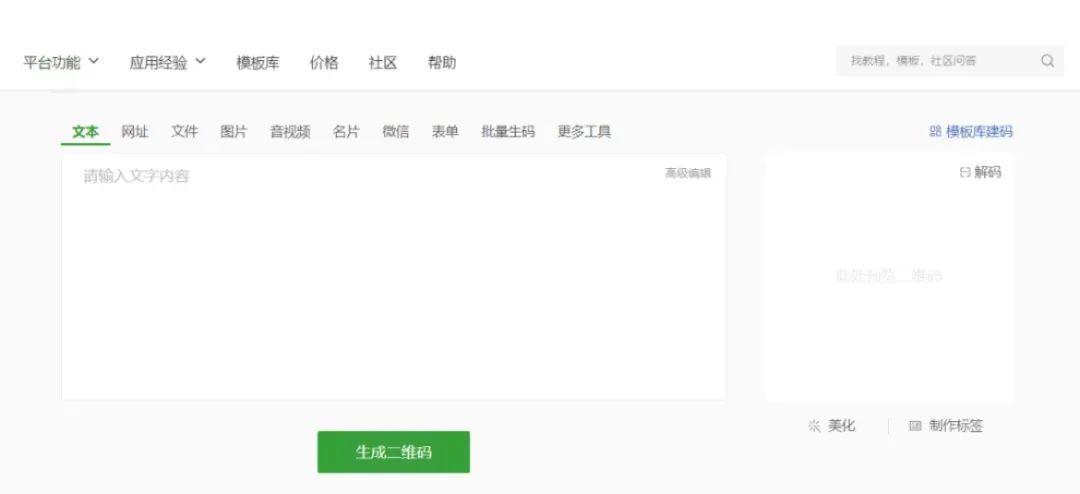 平台功能 应用经验 模板库 价格 社区 帮助 找教程、模板、社区问答
文本 网址 文件 图片 音视频 名片 微信 表单 批量生码 更多工具 模板库建码
请输入文字内容 高级编辑 解码
此处预览二维码
美化 制作标签
生成二维码